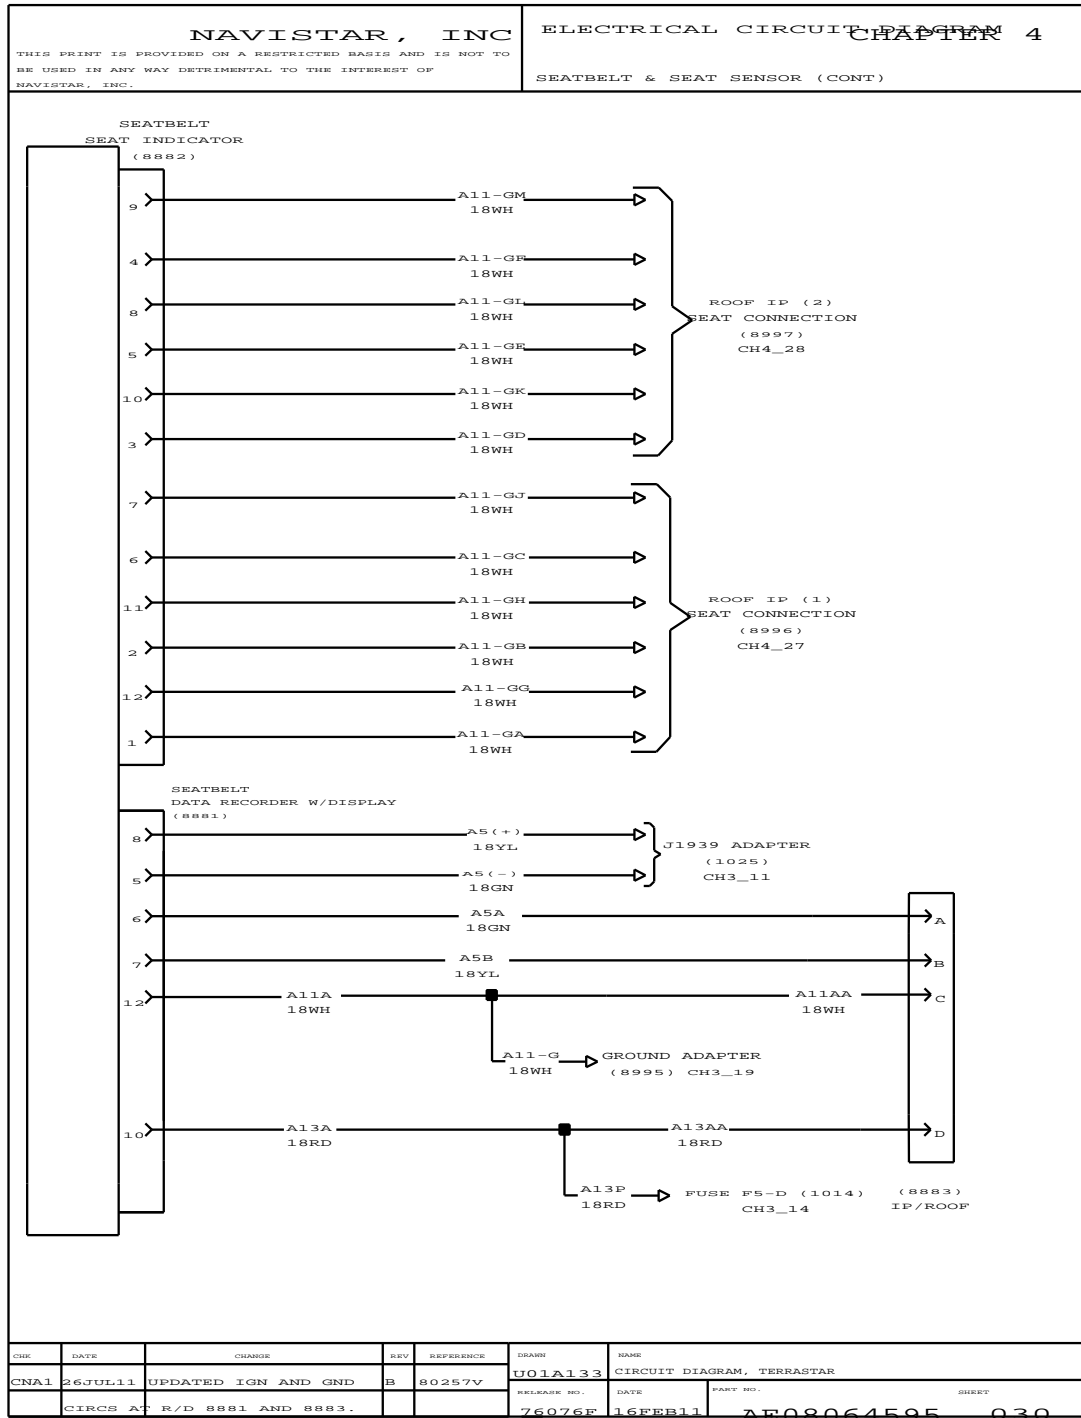 NAVISTAR, INC
THIS PRINT IS PROVIDED ON A RESTRICTED BASIS AND IS NOT TO
BE USED IN ANY WAY DETRIMENTAL TO THE INTEREST OF
NAVISTAR, INC.
ELECTRICAL CIRCUIT DIAGRAM
CHAPTER 4
SEATBELT & SEAT SENSOR (CONT)
SEATBELT
SEAT INDICATOR
(8882)
9 A11-GM
18WH
4 A11-GF
18WH
8 A11-GL
18WH
5 A11-GE
18WH
10 A11-GK
18WH
3 A11-GD
18WH
ROOF IP (2)
SEAT CONNECTION
(8997)
CH4_28
7 A11-GJ
18WH
6 A11-GC
18WH
11 A11-GH
18WH
2 A11-GB
18WH
12 A11-GG
18WH
1 A11-GA
18WH
ROOF IP (1)
SEAT CONNECTION
(8996)
CH4_27
SEATBELT
DATA RECORDER W/DISPLAY
(8881)
8 A5(+)
18YL
5 A5(-)
18GN
J1939 ADAPTER
(1025)
CH3_11
6 A5A A
18GN
7 A5B B
18YL
12 A11A A11AA C
18WH 18WH
A11-G GROUND ADAPTER
18WH (8995) CH3_19
10 A13A A13AA D
18RD 18RD
A13P FUSE F5-D (1014)
18RD CH3_14
(8883)
IP/ROOF
CHK DATE CHANGE REV REFERENCE DRAWN NAME
CNA1 26JUL11 UPDATED IGN AND GND B 80257V U01A133 CIRCUIT DIAGRAM, TERRASTAR
RELEASE NO. DATE PART NO. SHEET
CIRCS AT R/D 8881 AND 8883. 76076F 16FEB11 AE08064595 030